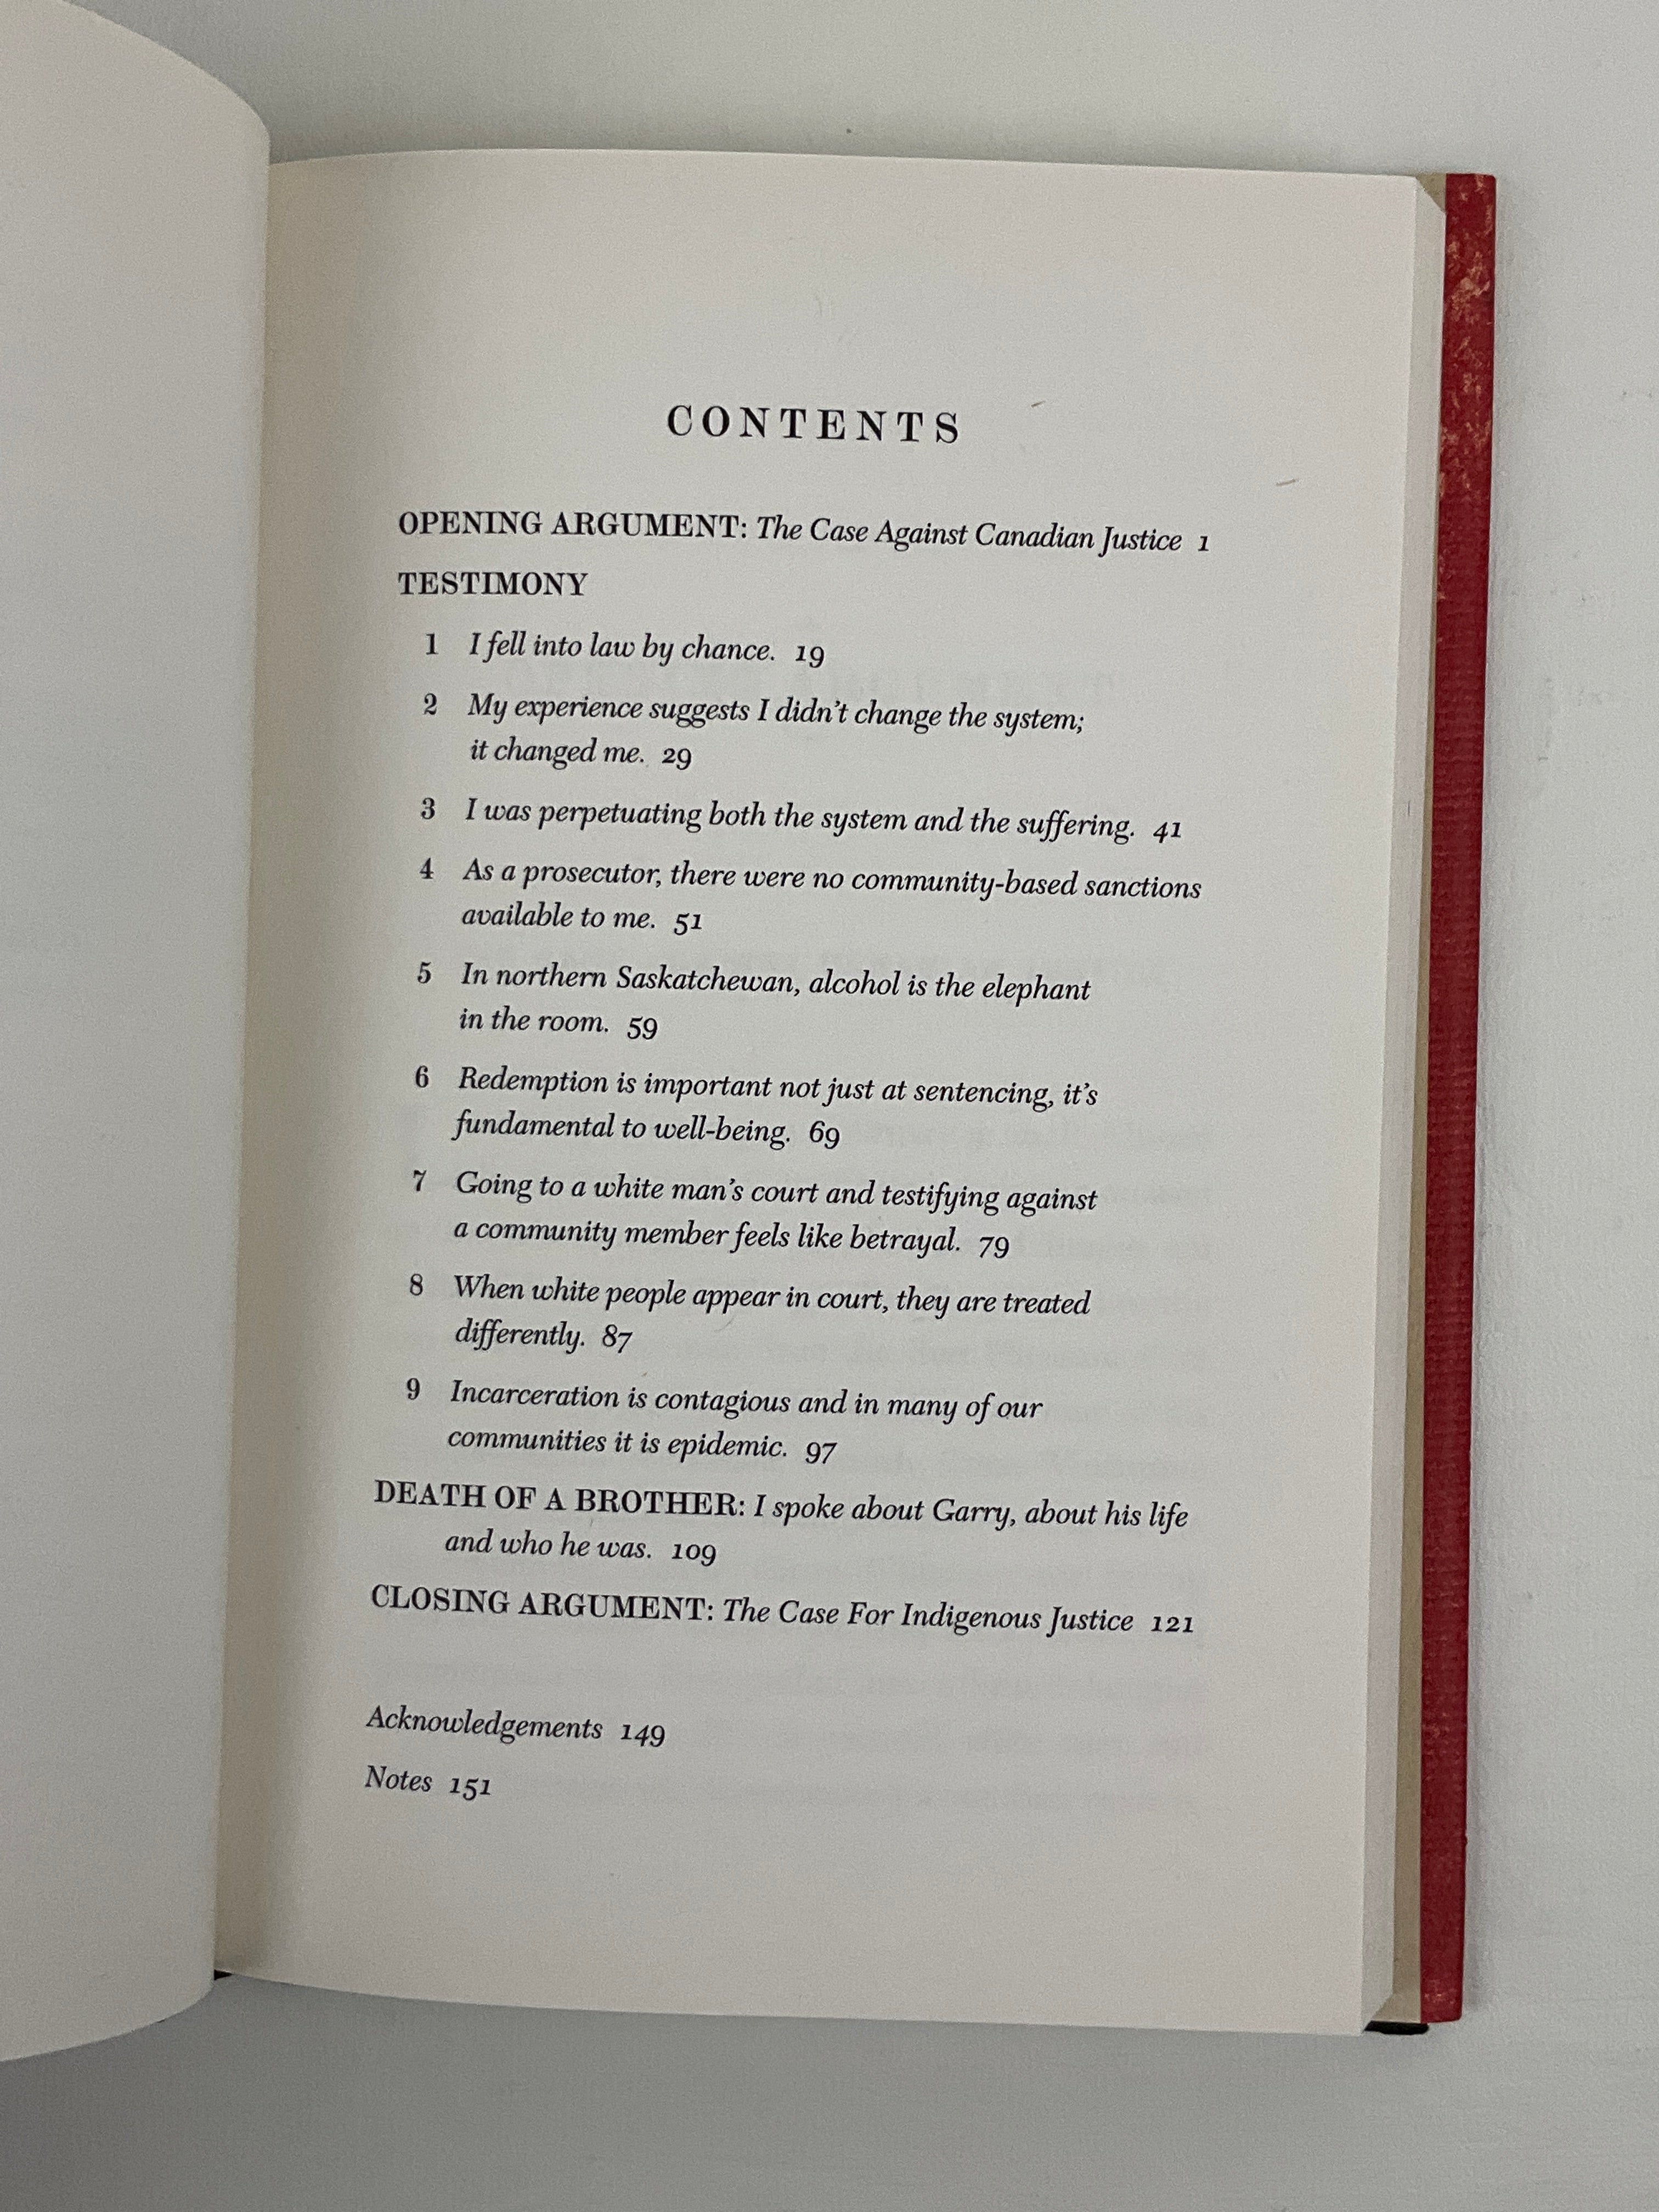 CONTENTS
OPENING ARGUMENT: The Case Against Canadian Justice 1
TESTIMONY
1 I fell into law by chance. 19
2 My experience suggests I didn't change the system;
it changed me. 29
3 I was perpetuating both the system and the suffering. 41
4 As a prosecutor, there were no community-based sanctions
available to me. 51
5 In northern Saskatchewan, alcohol is the elephant
in the room. 59
6 Redemption is important not just at sentencing, it's
fundamental to well-being. 69
7 Going to a white man's court and testifying against
a community member feels like betrayal. 79
8 When white people appear in court, they are treated
differently. 87
9 Incarceration is contagious and in many of our
communities it is epidemic. 97
DEATH OF A BROTHER: I spoke about Garry, about his life
and who he was. 109
CLOSING ARGUMENT: The Case For Indigenous Justice 121
Acknowledgements 149
Notes 151